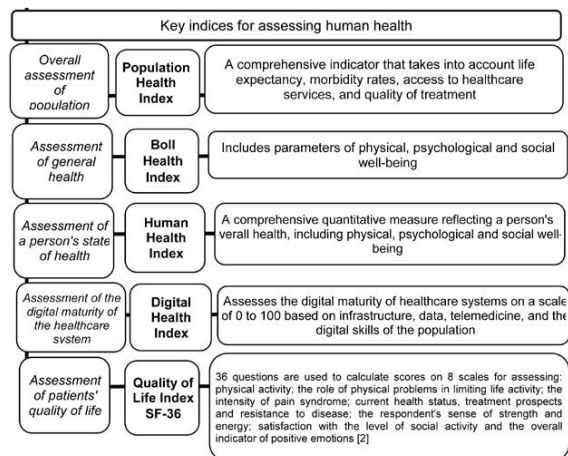 Key indices for assessing human health
Overall
assessment
of
population
Population
Health
Index
A comprehensive indicator that takes into account life
expectancy, morbidity rates, access to healthcare
services, and quality of treatment
Assessment
of general
health
Boll
Health
Index
Includes parameters of physical, psychological and social
well-being
Assessment of
a person's state
of health
Human
Health
Index
A comprehensive quantitative measure reflecting a person's
verall health, including physical, psychological and social well-
being
Assessment of the
digital maturity of
the healthcare
system
Digital
Health
Index
Assesses the digital maturity of healthcare systems on a scale
of 0 to 100 based on infrastructure, data, telemedicine, and the
digital skills of the population
Assessment of
patients'
quality of life
Quality of
Life Index
SF-36
36 questions are used to calculate scores on 8 scales for assessing:
physical activity; the role of physical problems in limiting life activity; the
intensity of pain syndrome; current health status, treatment prospects
and resistance to disease; the respondent's sense of strength and
energy; satisfaction with the level of social activity and the overall
indicator of positive emotions [2]